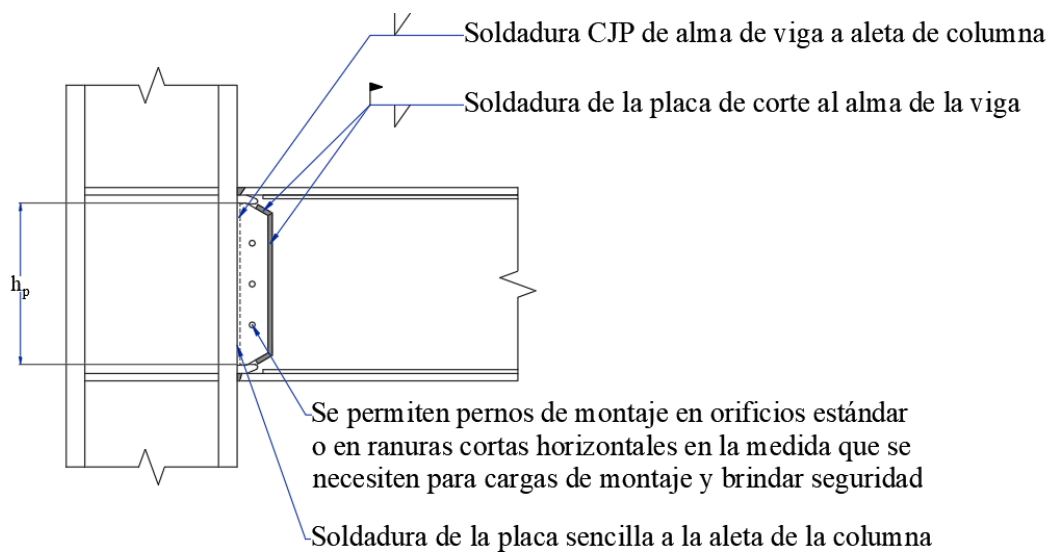 Soldadura CJP de alma de viga a aleta de columna
Soldadura de la placa de corte al alma de la viga
hp
Se permiten pernos de montaje en orificios estándar
o en ranuras cortas horizontales en la medida que se
necesiten para cargas de montaje y brindar seguridad
Soldadura de la placa sencilla a la aleta de la columna